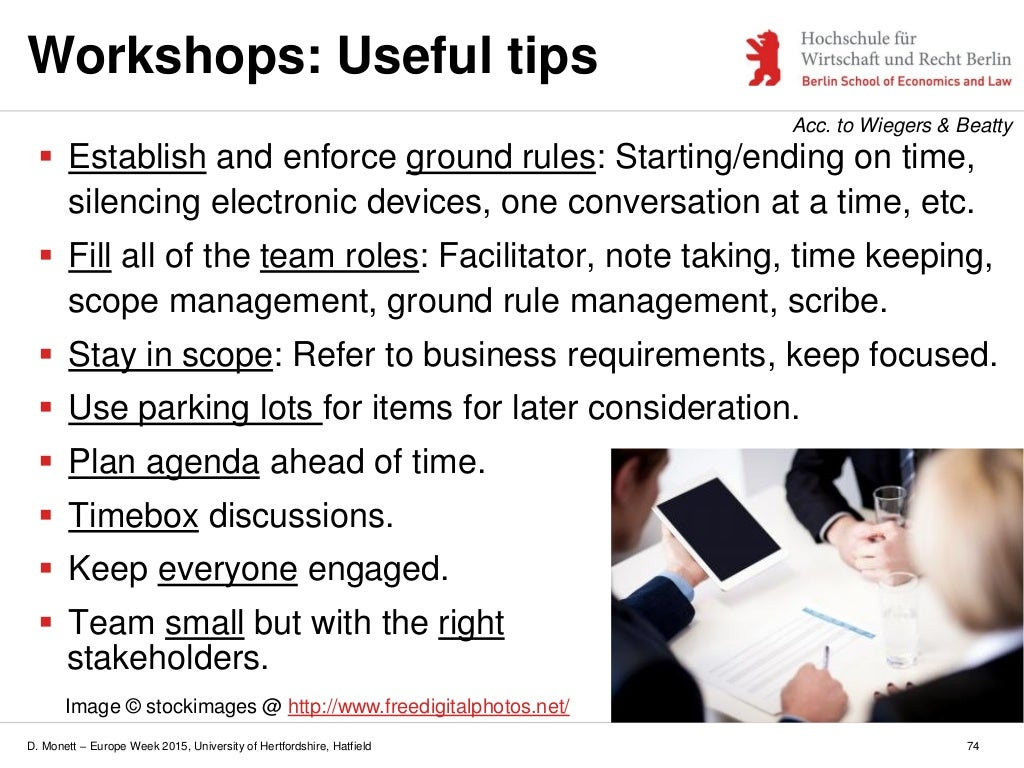 Workshops: Useful tips
Hochschule für
Wirtschaft und Recht Berlin
Berlin School of Economics and Law
Acc. to Wiegers & Beatty
Establish and enforce ground rules: Starting/ending on time,
silencing electronic devices, one conversation at a time, etc.
Fill all of the team roles: Facilitator, note taking, time keeping,
scope management, ground rule management, scribe.
Stay in scope: Refer to business requirements, keep focused.
Use parking lots for items for later consideration.
Plan agenda ahead of time.
Timebox discussions.
Keep everyone engaged.
Team small but with the right
stakeholders.
Image © stockimages @ http://www.freedigitalphotos.net/
D. Monett – Europe Week 2015, University of Hertfordshire, Hatfield
74